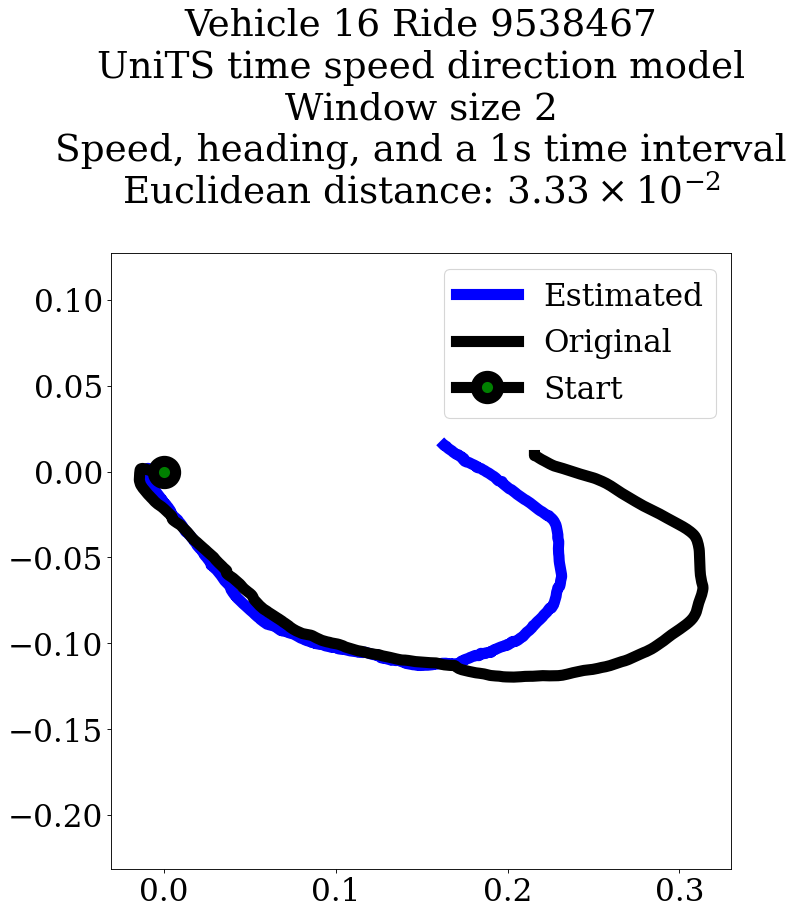 Vehicle 16 Ride 9538467
UniTS time speed direction model
Window size 2
Speed, heading, and a 1s time interval
Euclidean distance: 3.33 × 10⁻²
Estimated
Original
Start
0.10
0.05
0.00
−0.05
−0.10
−0.15
−0.20
0.0 0.1 0.2 0.3